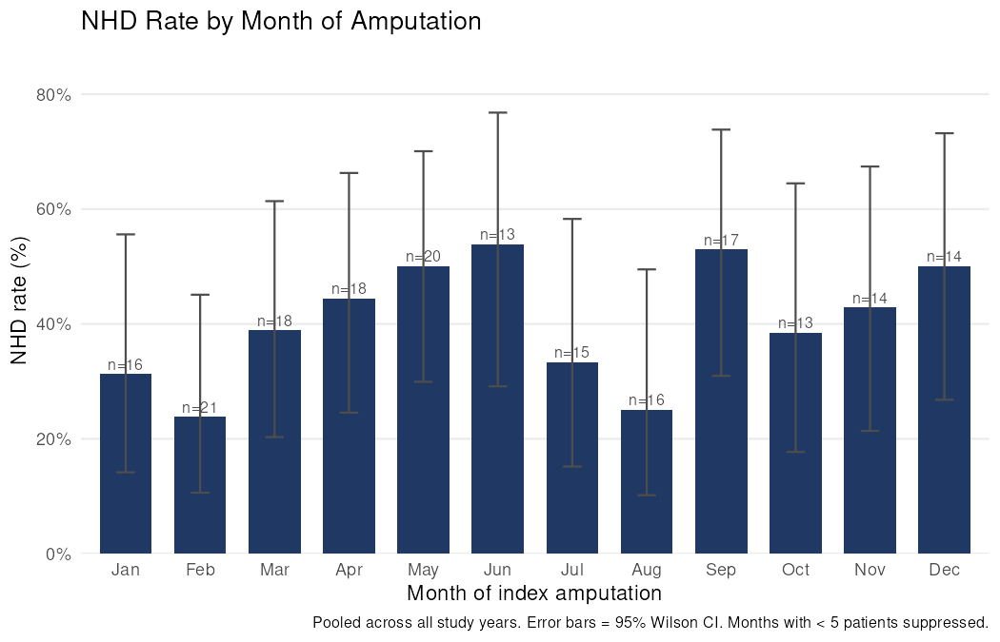 NHD Rate by Month of Amputation
NHD rate (%)
80%
60%
40%
20%
0%
n=16
n=21
n=18
n=18
n=20
n=13
n=15
n=16
n=17
n=13
n=14
n=14
Jan Feb Mar Apr May Jun Jul Aug Sep Oct Nov Dec
Month of index amputation
Pooled across all study years. Error bars = 95% Wilson CI. Months with < 5 patients suppressed.